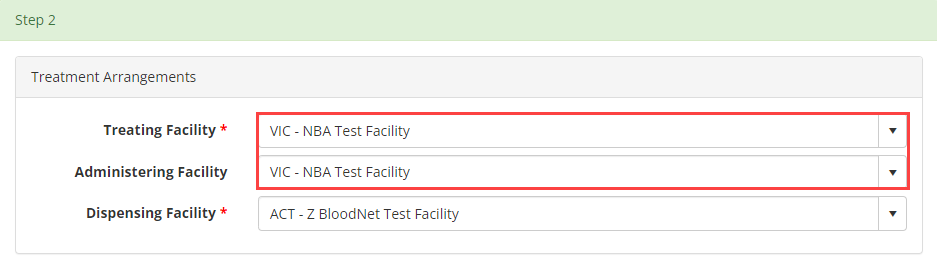 Step 2
Treatment Arrangements
Treating Facility * VIC - NBA Test Facility
Administering Facility VIC - NBA Test Facility
Dispensing Facility * ACT - Z BloodNet Test Facility